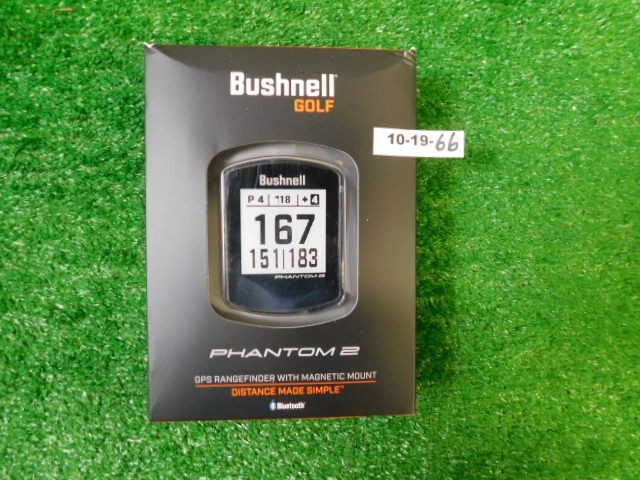 Bushnell
GOLF
10-19-66
Bushnell
P 4 | 18 | + 4
167
151|183
PHANTOM 2
PHANTOM 2
GPS RANGEFINDER WITH MAGNETIC MOUNT
DISTANCE MADE SIMPLE™
Bluetooth®